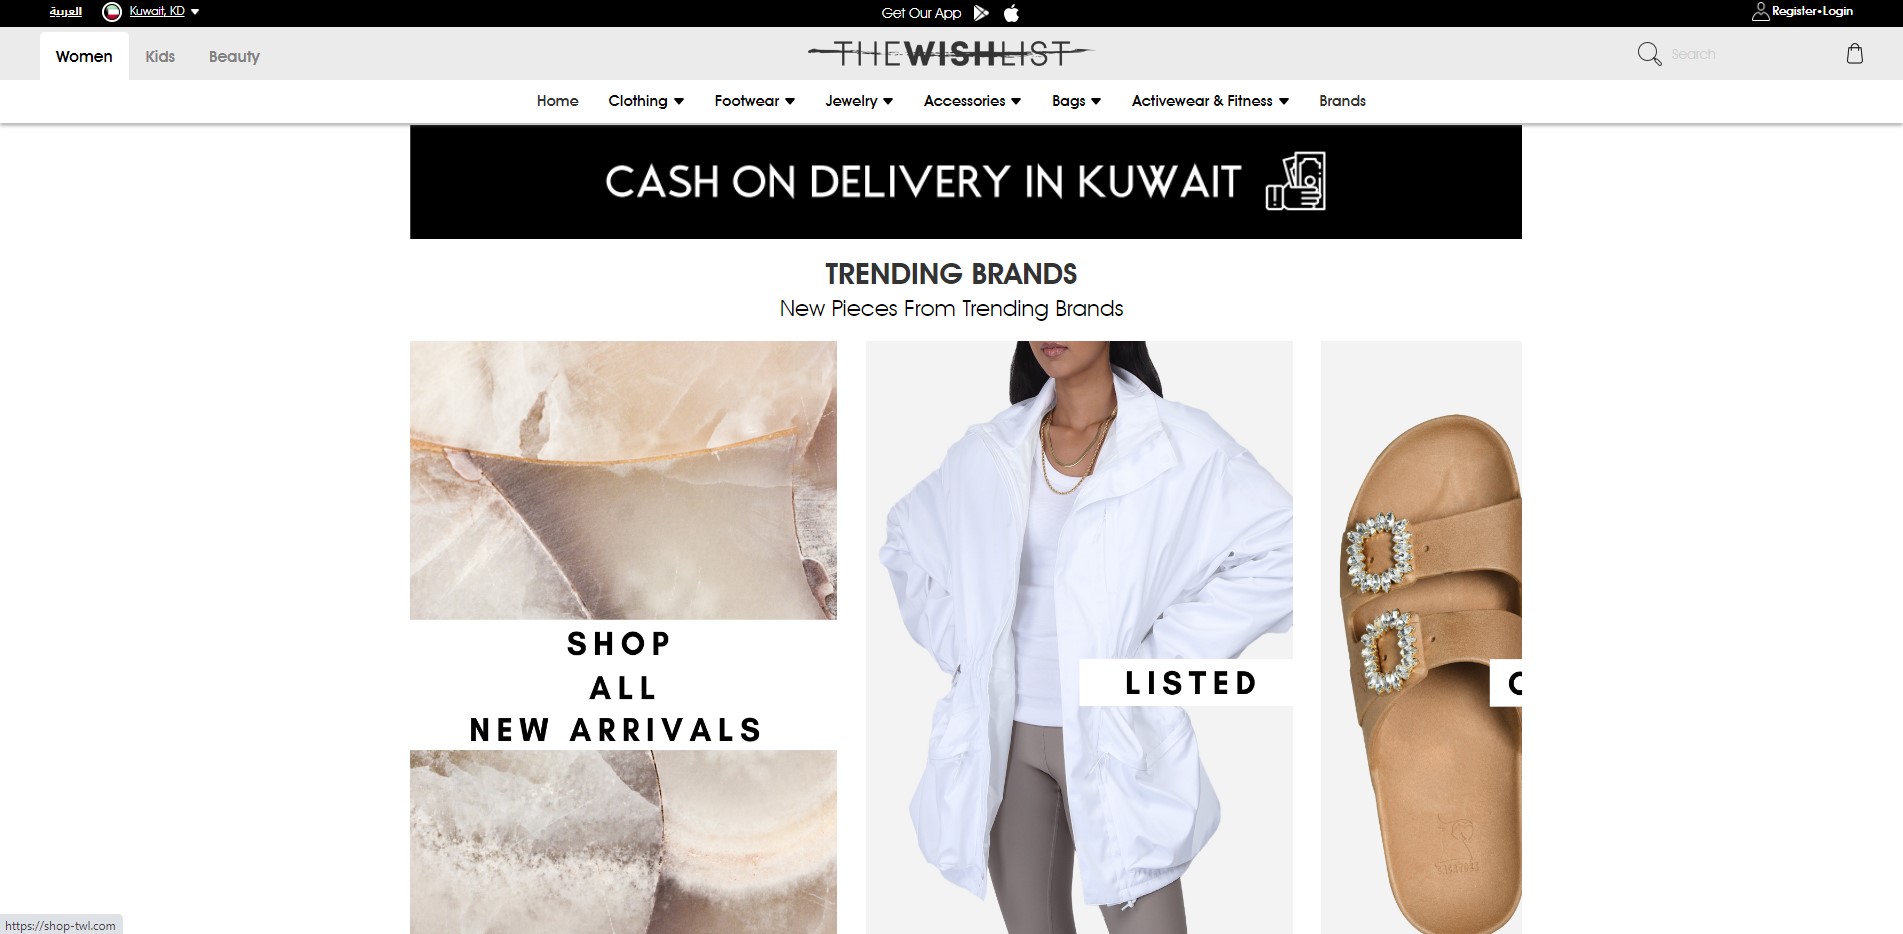 العربية
Kuwait, KD
Get Our App
Register•Login
Women
Kids
Beauty
THEWISHLIST
Search
Home
Clothing
Footwear
Jewelry
Accessories
Bags
Activewear & Fitness
Brands
CASH ON DELIVERY IN KUWAIT
TRENDING BRANDS
New Pieces From Trending Brands
SHOP
ALL
NEW ARRIVALS
LISTED
https://shop-twl.com